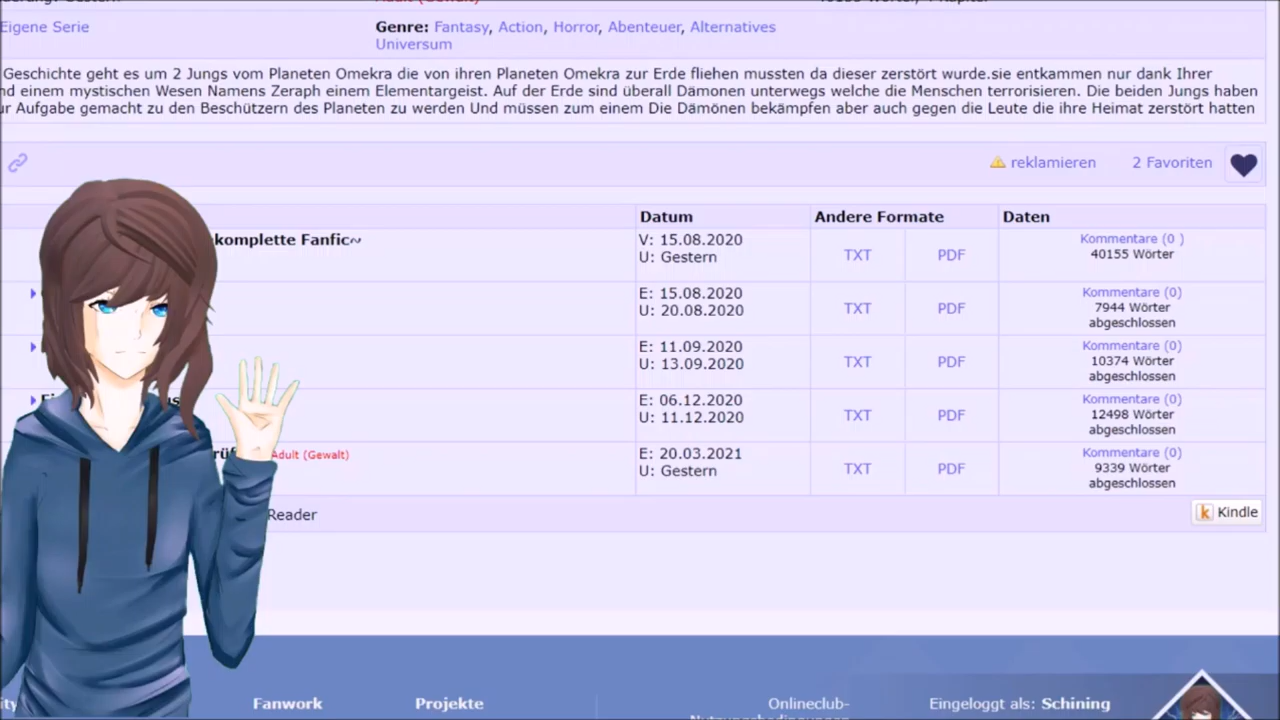 Eigene Serie
Genre: Fantasy, Action, Horror, Abenteuer, Alternatives
Universum
Geschichte geht es um 2 Jungs vom Planeten Omekra die von ihren Planeten Omekra zur Erde fliehen mussten da dieser zerstört wurde.sie entkammen nur dank Ihrer
einem mystischen Wesen Namens Zeraph einem Elementargeist. Auf der Erde sind überall Dämonen unterwegs welche die Menschen terrorisieren. Die beiden Jungs haben
Aufgabe gemacht zu den Beschützern des Planeten zu werden Und müssen zum einem Die Dämönen bekämpfen aber auch gegen die Leute die ihre Heimat zerstört hatten
reklamieren 2 Favoriten
Datum Andere Formate Daten
komplette Fanfic~ V: 15.08.2020 TXT PDF Kommentare (0 )
U: Gestern 40155 Wörter
E: 15.08.2020 TXT PDF Kommentare (0)
U: 20.08.2020 7944 Wörter
abgeschlossen
E: 11.09.2020 TXT PDF Kommentare (0)
U: 13.09.2020 10374 Wörter
abgeschlossen
E: 06.12.2020 TXT PDF Kommentare (0)
U: 11.12.2020 12498 Wörter
abgeschlossen
Adult (Gewalt) E: 20.03.2021 TXT PDF Kommentare (0)
U: Gestern 9339 Wörter
abgeschlossen
Reader Kindle
Fanwork Projekte Onlineclub-
Eingeloggt als: Schining